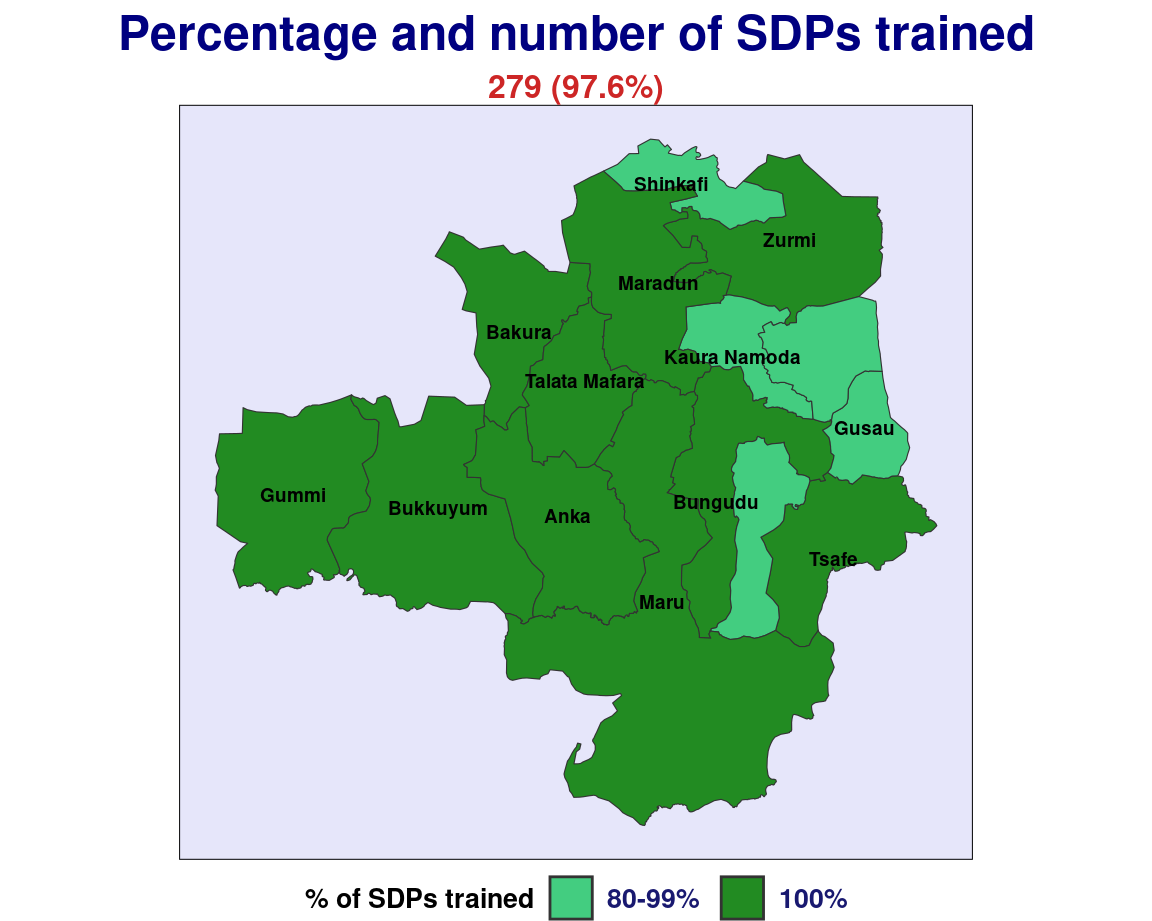 Percentage and number of SDPs trained
279 (97.6%)
Shinkafi
Zurmi
Maradun
Bakura
Kaura Namoda
Talata Mafara
Gusau
Gummi
Bukkuyum
Anka
Bungudu
Tsafe
Maru
% of SDPs trained 80-99% 100%